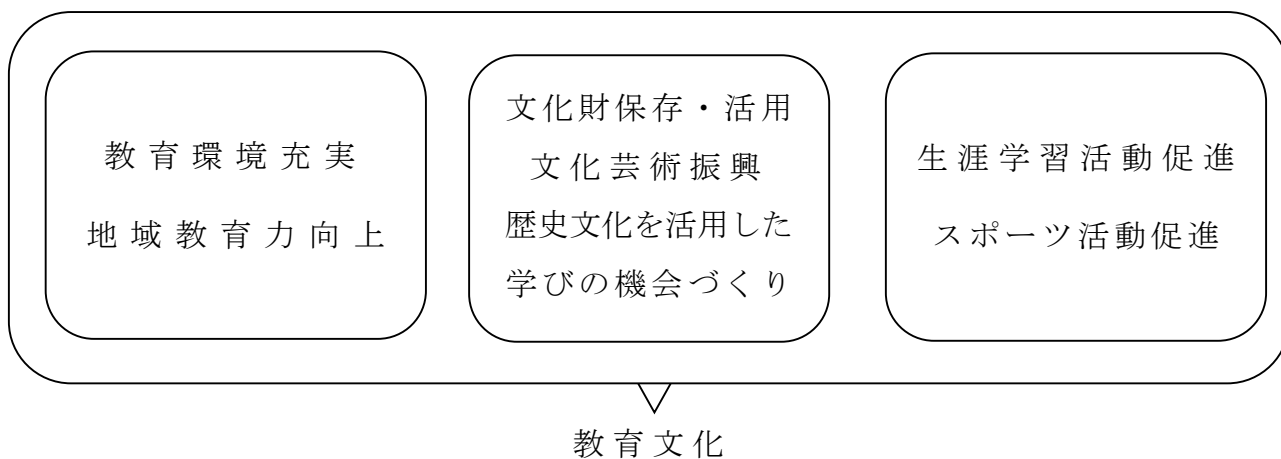 教育環境充実
地域教育力向上
文化財保存・活用
文化芸術振興
歴史文化を活用した
学びの機会づくり
生涯学習活動促進
スポーツ活動促進
教育文化